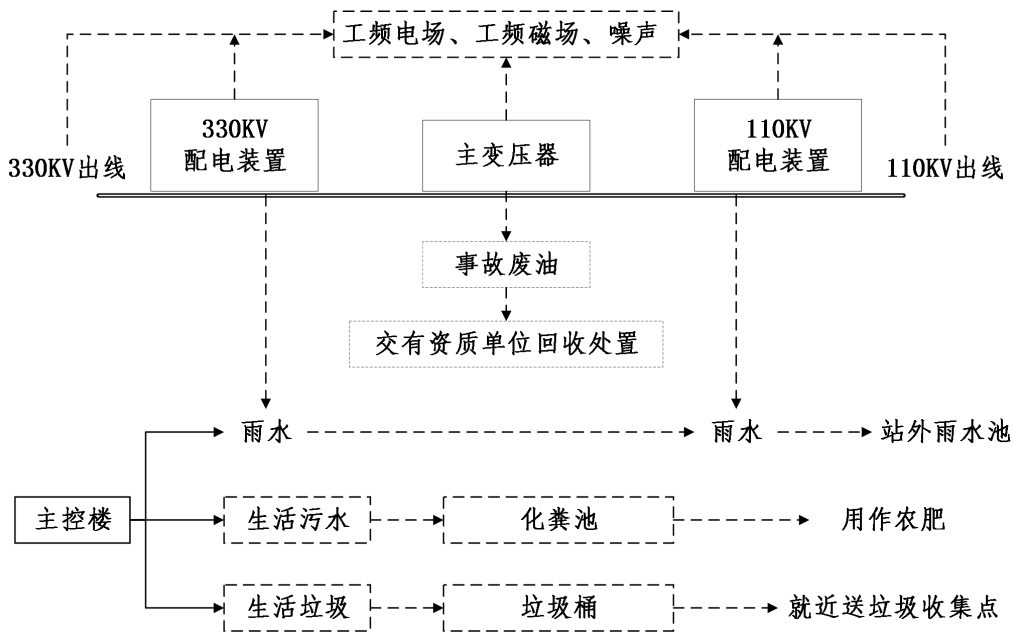 工频电场、工频磁场、噪声
330KV
配电装置
主变压器
110KV
配电装置
330KV出线
110KV出线
事故废油
交有资质单位回收处置
雨水
雨水
站外雨水池
主控楼
生活污水
化粪池
用作农肥
生活垃圾
垃圾桶
就近送垃圾收集点